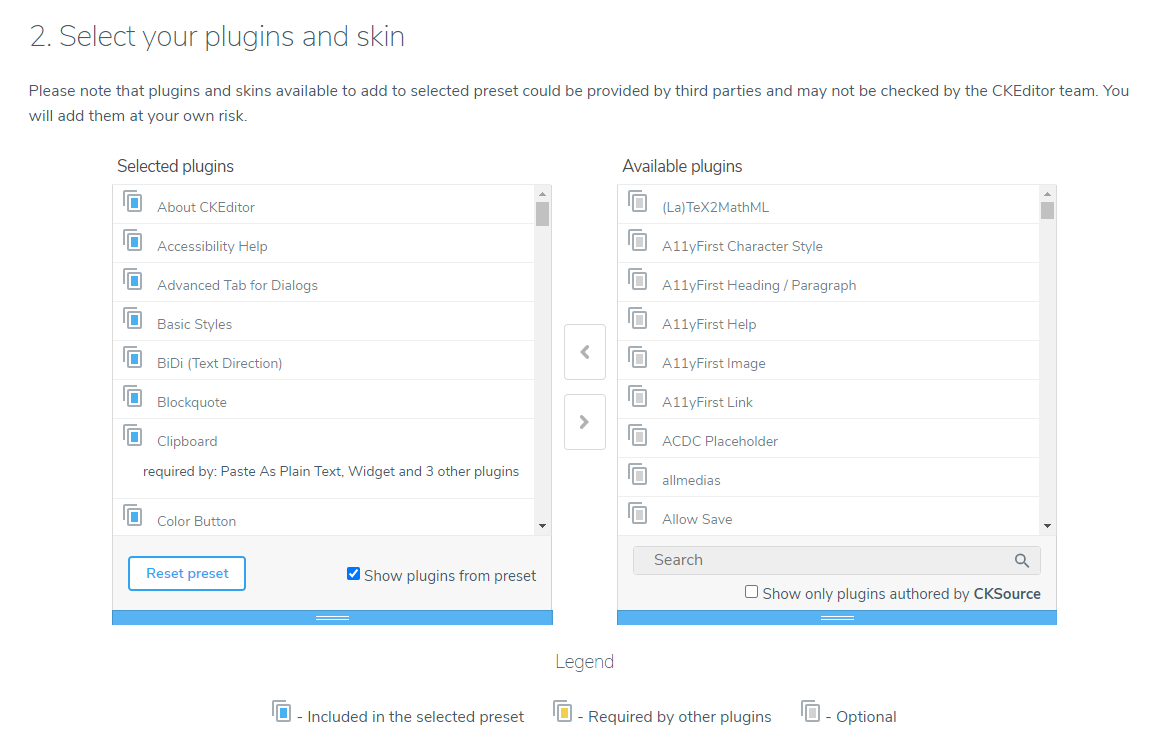 2. Select your plugins and skin
Please note that plugins and skins available to add to selected preset could be provided by third parties and may not be checked by the CKEditor team. You
will add them at your own risk.
Selected plugins
About CKEditor
Accessibility Help
Advanced Tab for Dialogs
Basic Styles
BiDi (Text Direction)
Blockquote
Clipboard
required by: Paste As Plain Text, Widget and 3 other plugins
Color Button
Reset preset
Show plugins from preset
Available plugins
(La)TeX2MathML
A11yFirst Character Style
A11yFirst Heading / Paragraph
A11yFirst Help
A11yFirst Image
A11yFirst Link
ACDC Placeholder
allmedias
Allow Save
Search
Show only plugins authored by CKSource
Legend
- Included in the selected preset
- Required by other plugins
- Optional